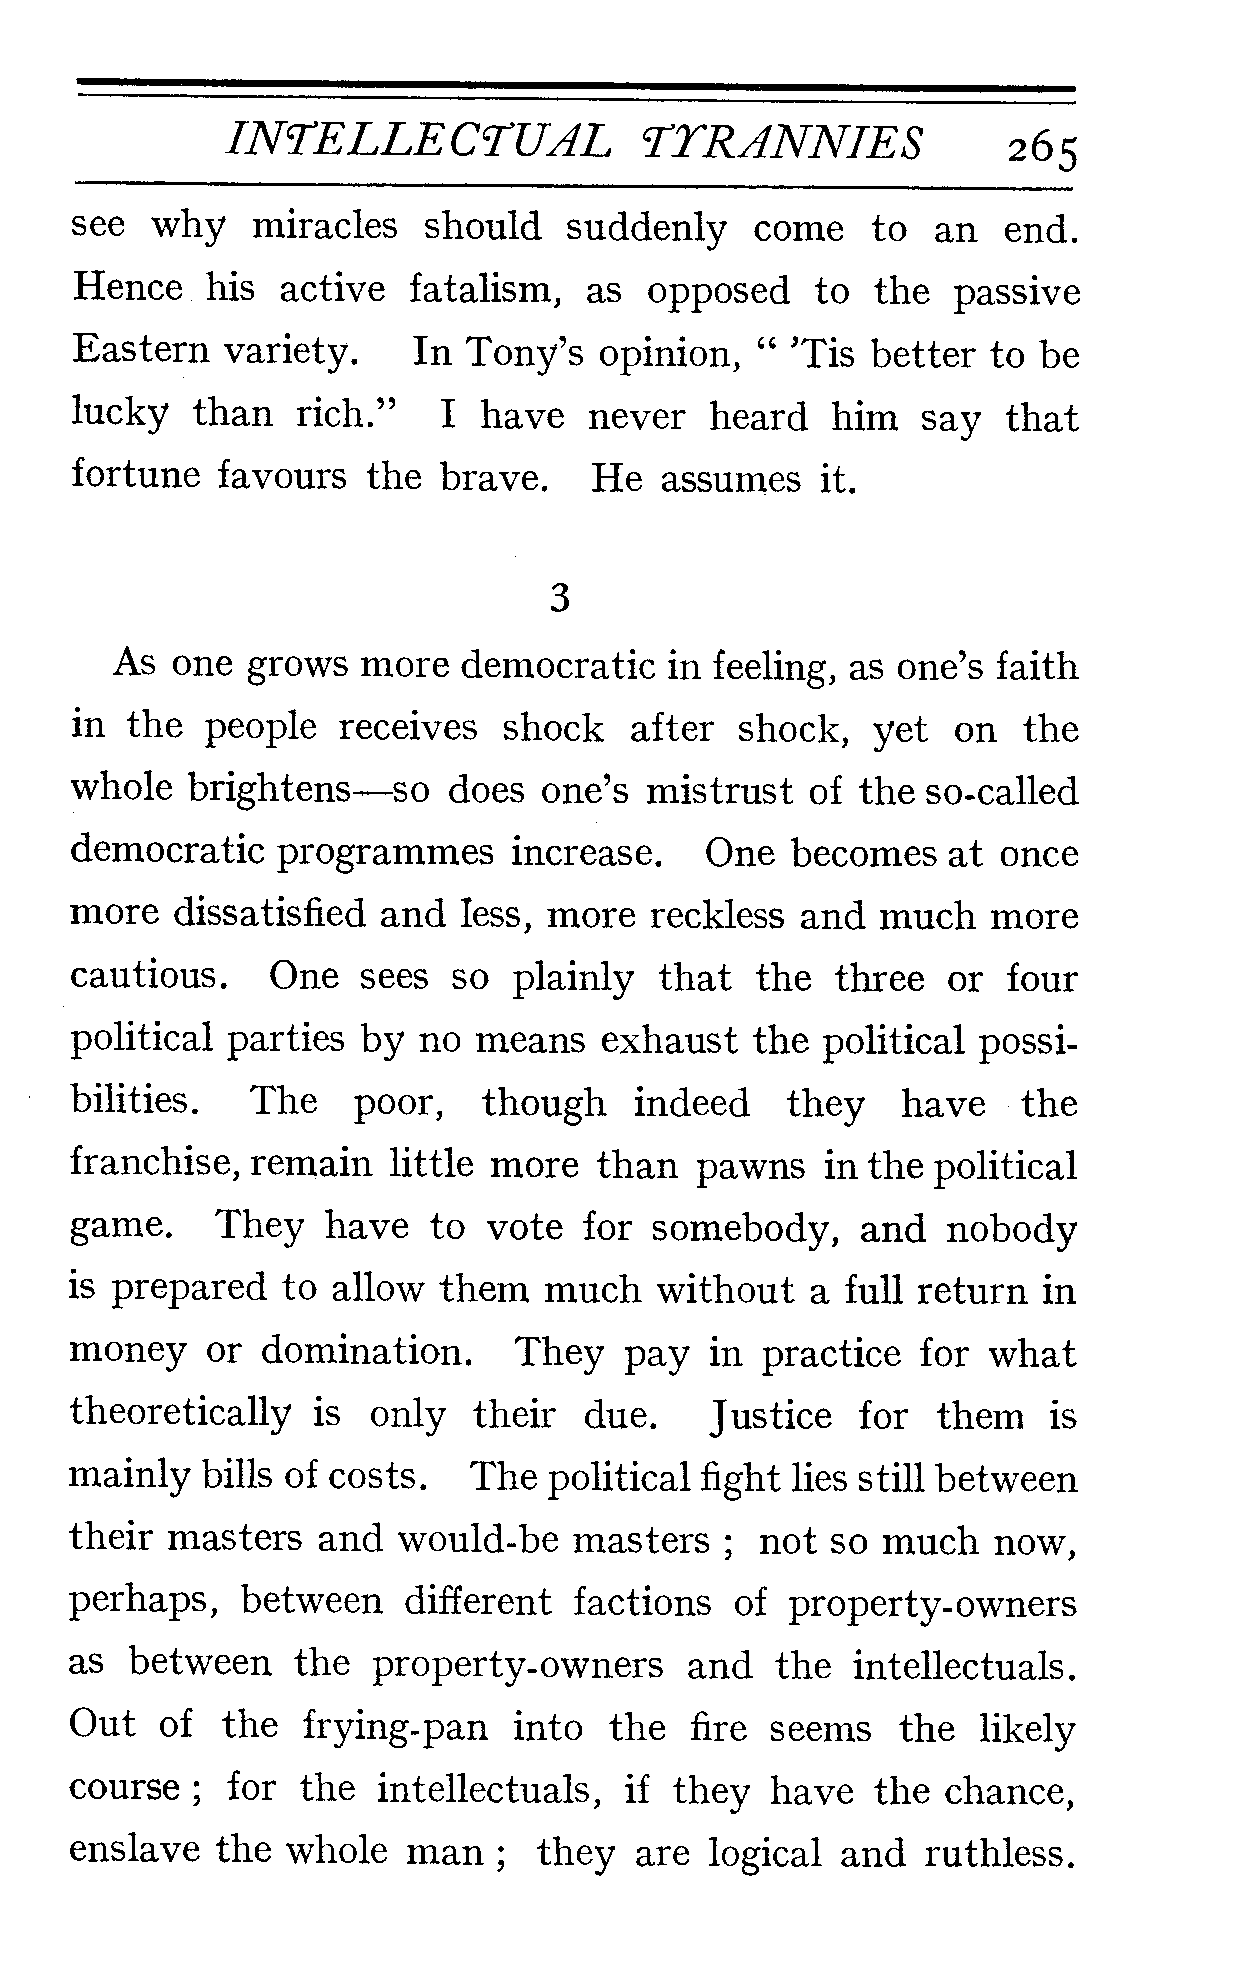 INTELLECTUAL TYRANNIES 265
see why miracles should suddenly come to an end.
Hence his active fatalism, as opposed to the passive
Eastern variety. In Tony's opinion, “ 'Tis better to be
lucky than rich.” I have never heard him say that
fortune favours the brave. He assumes it.
3
As one grows more democratic in feeling, as one's faith
in the people receives shock after shock, yet on the
whole brightens—so does one's mistrust of the so-called
democratic programmes increase. One becomes at once
more dissatisfied and less, more reckless and much more
cautious. One sees so plainly that the three or four
political parties by no means exhaust the political possi-
bilities. The poor, though indeed they have the
franchise, remain little more than pawns in the political
game. They have to vote for somebody, and nobody
is prepared to allow them much without a full return in
money or domination. They pay in practice for what
theoretically is only their due. Justice for them is
mainly bills of costs. The political fight lies still between
their masters and would-be masters ; not so much now,
perhaps, between different factions of property-owners
as between the property-owners and the intellectuals.
Out of the frying-pan into the fire seems the likely
course ; for the intellectuals, if they have the chance,
enslave the whole man ; they are logical and ruthless.